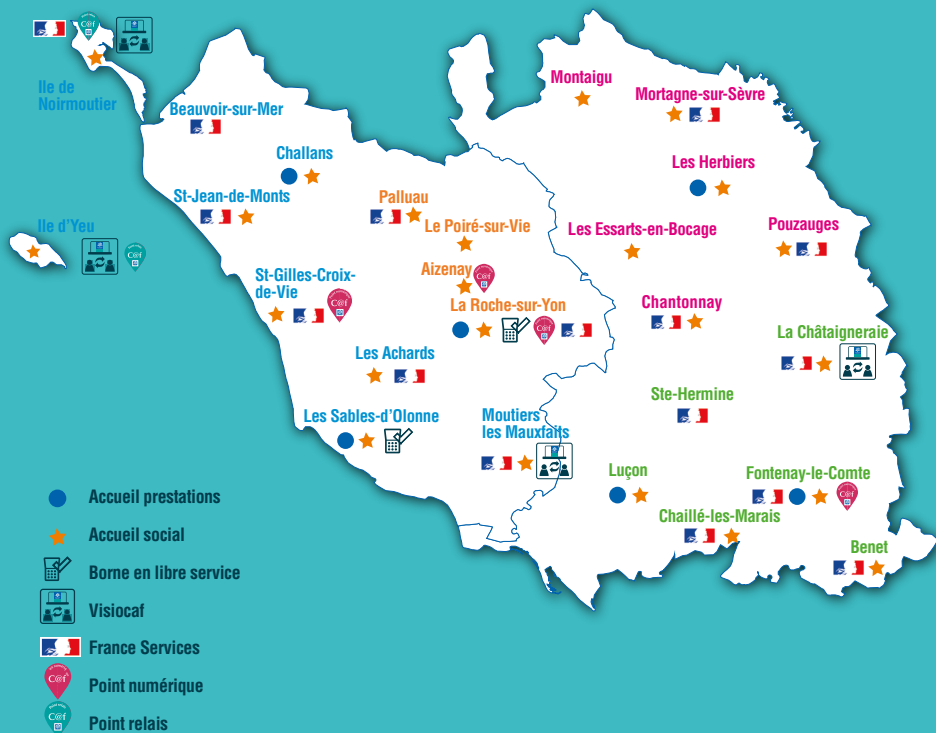 C@f
Ile de
Noirmoutier
Beauvoir-sur-Mer
Challans
St-Jean-de-Monts
Ile d'Yeu
C@f
St-Gilles-Croix-
de-Vie
C@f
Palluau
Le Poiré-sur-Vie
Aizenay
C@f
La Roche-sur-Yon
C@f
Les Achards
Les Sables-d'Olonne
Moutiers
les Mauxfaits
Montaigu
Mortagne-sur-Sèvre
Les Herbiers
Les Essarts-en-Bocage
Pouzauges
Chantonnay
La Châtaigneraie
Ste-Hermine
Luçon
Fontenay-le-Comte
C@f
Chaillé-les-Marais
Benet
Accueil prestations
Accueil social
Borne en libre service
Visiocaf
France Services
C@f
Point numérique
C@f
Point relais